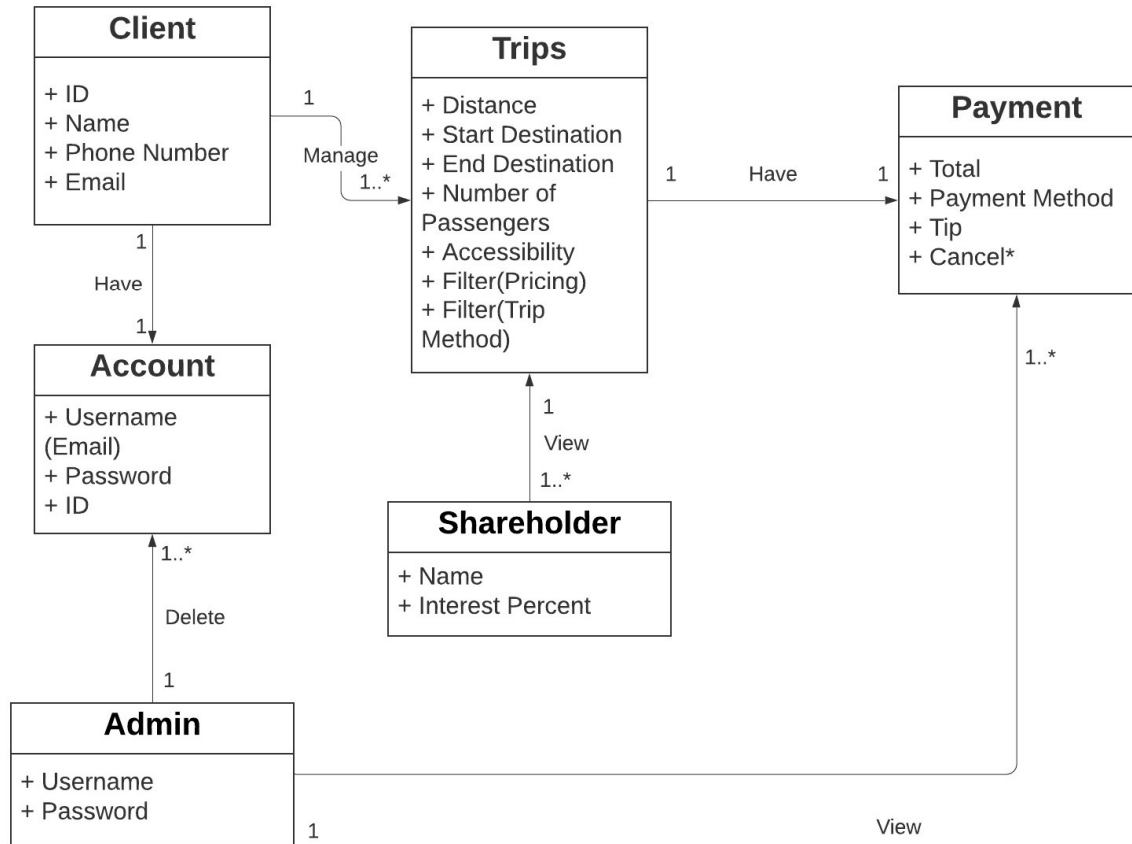 Client
+ ID
+ Name
+ Phone Number
+ Email
1
Manage
1..*
Trips
+ Distance
+ Start Destination
+ End Destination
+ Number of
Passengers
+ Accessibility
+ Filter(Pricing)
+ Filter(Trip
Method)
1
Have
1
Payment
+ Total
+ Payment Method
+ Tip
+ Cancel*
1
Have
1
Account
+ Username
(Email)
+ Password
+ ID
1
View
1..*
Shareholder
+ Name
+ Interest Percent
1..*
1..*
Delete
1
Admin
+ Username
+ Password
1
View